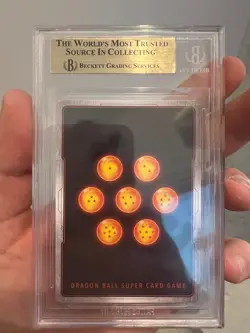 THE WORLD'S MOST TRUSTED
SOURCE IN COLLECTING
BECKETT GRADING SERVICES
DRAGON BALL SUPER CARD GAME